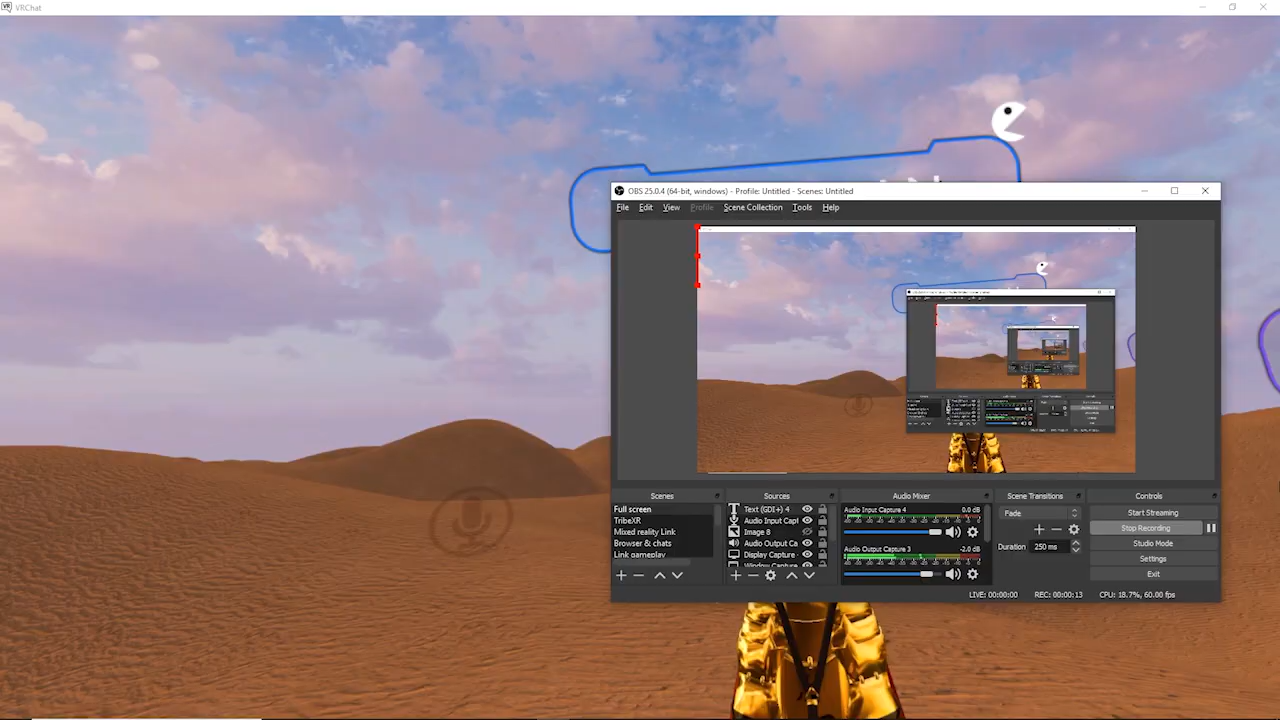 VRChat
OBS 25.0.4 (64-bit, windows) - Profile: Untitled - Scenes: Untitled
File Edit View Profile Scene Collection Tools Help
Scenes Sources Audio Mixer Scene Transitions Controls
Full screen
TribeXR
Mixed reality Link
Browser & chats
Link gameplay
Text (GDI+) 4
Audio Input Capt
Image 8
Audio Output Ca
Display Capture
Window Capture
Audio Input Capture 4 0.0 dB
Audio Output Capture 3 -2.0 dB
Fade
Duration 250 ms
Start Streaming
Stop Recording
Studio Mode
Settings
Exit
LIVE: 00:00:00 REC: 00:00:13 CPU: 18.7%, 60.00 fps